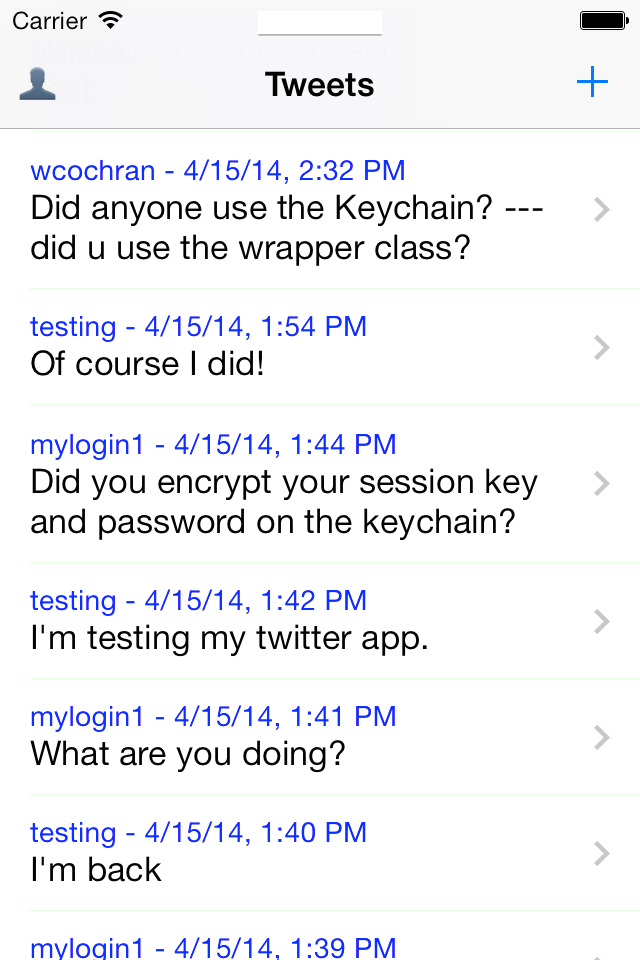 Carrier
Tweets
wcochran - 4/15/14, 2:32 PM
Did anyone use the Keychain? ---
did u use the wrapper class?
testing - 4/15/14, 1:54 PM
Of course I did!
mylogin1 - 4/15/14, 1:44 PM
Did you encrypt your session key
and password on the keychain?
testing - 4/15/14, 1:42 PM
I'm testing my twitter app.
mylogin1 - 4/15/14, 1:41 PM
What are you doing?
testing - 4/15/14, 1:40 PM
I'm back
mylogin1 - 4/15/14, 1:39 PM